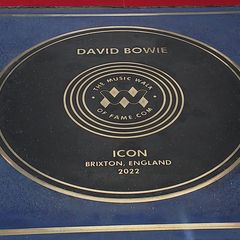 DAVID BOWIE
THE MUSIC WALK
OF FAME.COM
ICON
BRIXTON, ENGLAND
2022